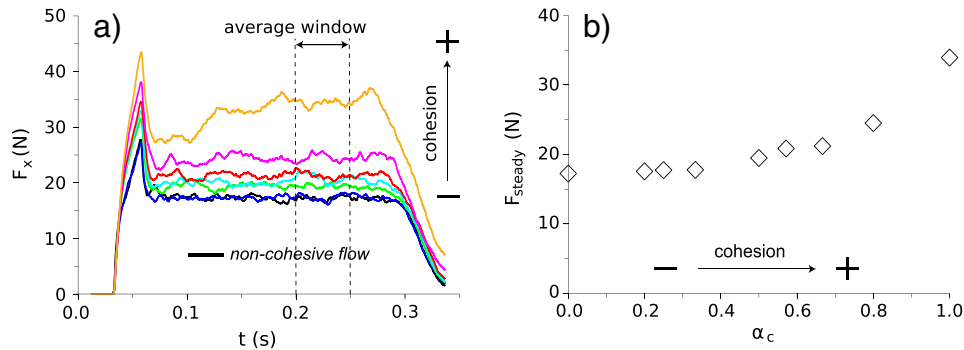 a)
average window
F_x (N)
50
40
30
20
10
0
+
cohesion
−
non-cohesive flow
0.0
0.1
0.2
0.3
t (s)
b)
F_steady (N)
40
30
20
10
0
cohesion
− +
0.0
0.2
0.4
0.6
0.8
1.0
α_c